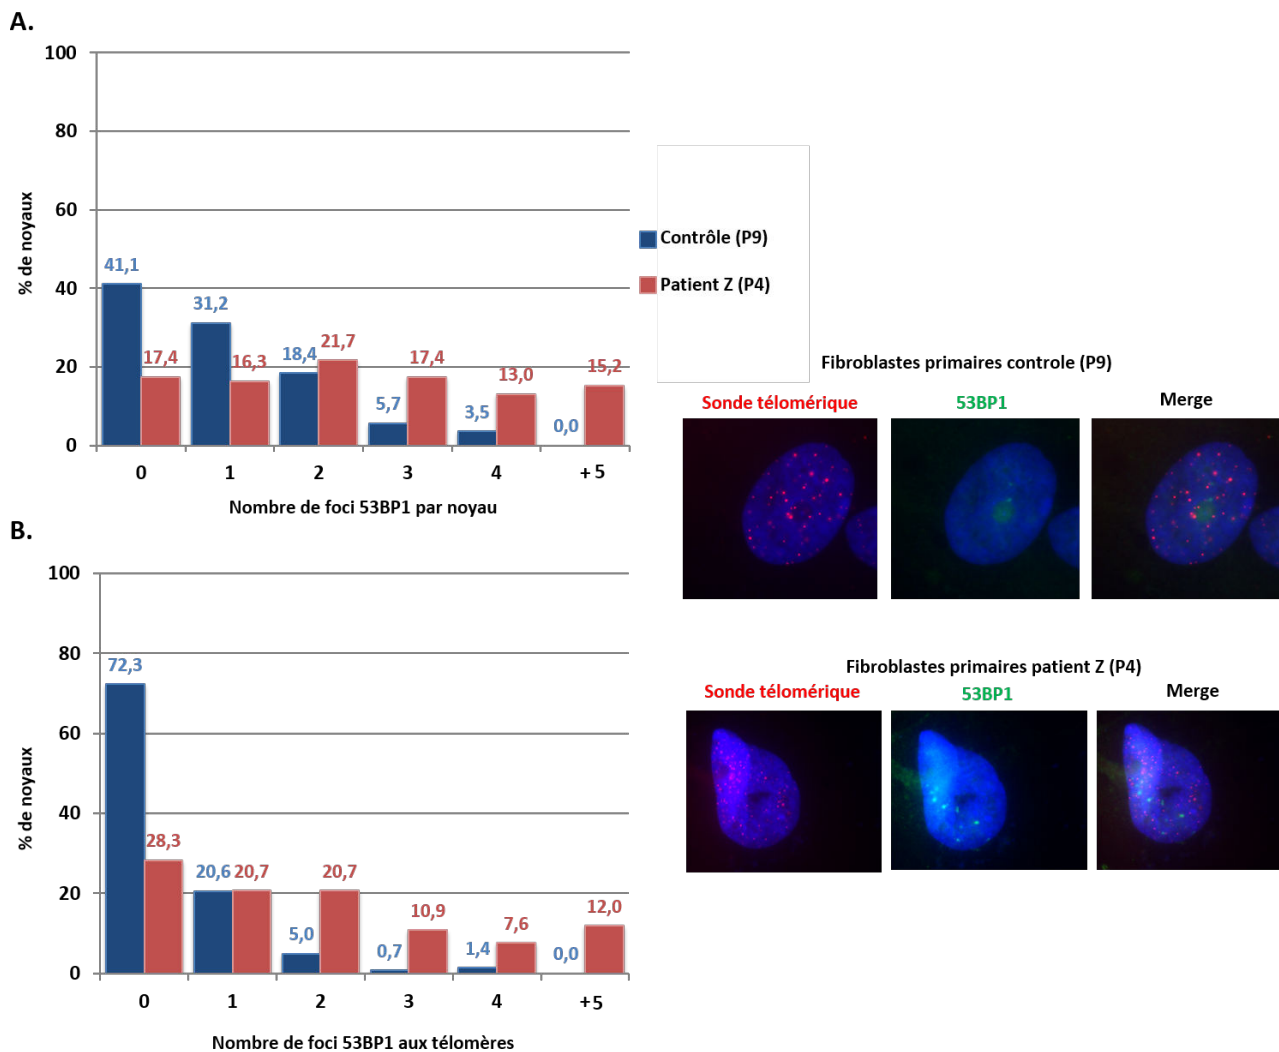 A.
100
80
60
40
20
0
% de noyaux
41,1
17,4
31,2
16,3
18,4
21,7
5,7
17,4
3,5
13,0
0,0
15,2
0 1 2 3 4 +5
Nombre de foci 53BP1 par noyau
Contrôle (P9)
Patient Z (P4)
Fibroblastes primaires controle (P9)
Sonde télomérique 53BP1 Merge
B.
100
80
60
40
20
0
% de noyaux
72,3
28,3
20,6
20,7
5,0
20,7
0,7
10,9
1,4
7,6
0,0
12,0
0 1 2 3 4 +5
Nombre de foci 53BP1 aux télomères
Fibroblastes primaires patient Z (P4)
Sonde télomérique 53BP1 Merge